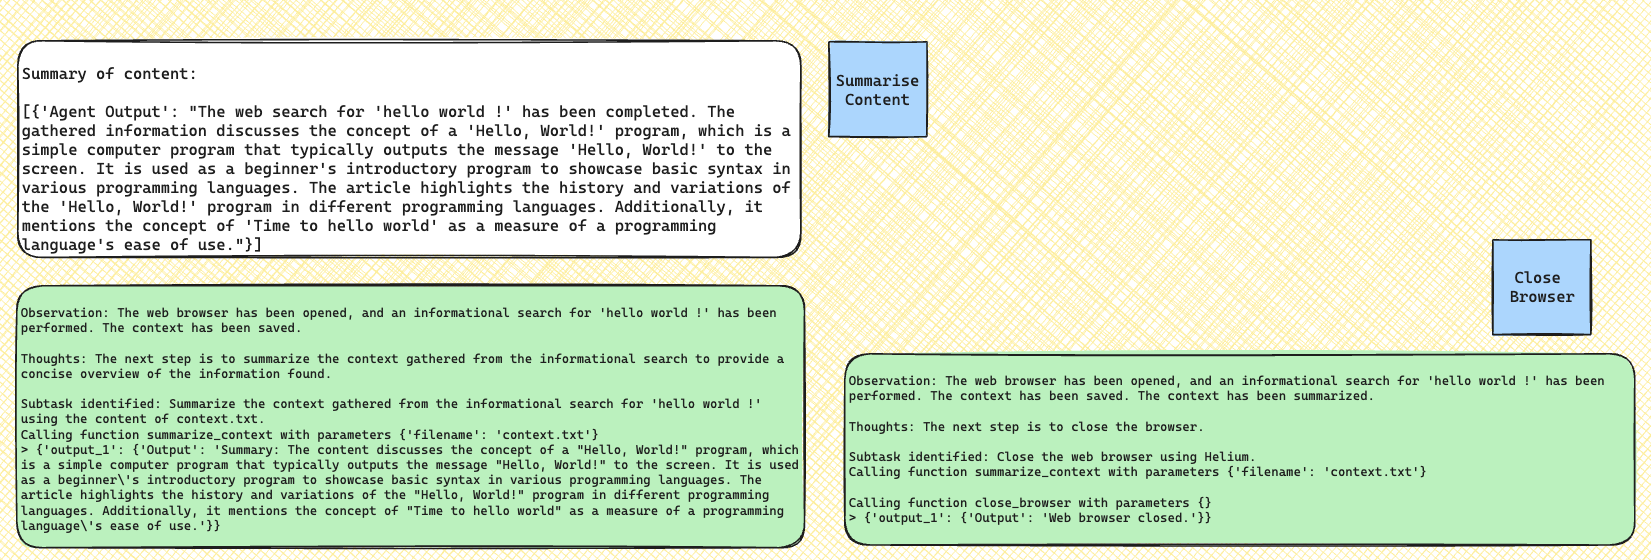 Summary of content:
[{'Agent Output': "The web search for 'hello world !' has been completed. The
gathered information discusses the concept of a 'Hello, World!' program, which is a
simple computer program that typically outputs the message 'Hello, World!' to the
screen. It is used as a beginner's introductory program to showcase basic syntax in
various programming languages. The article highlights the history and variations of
the 'Hello, World!' program in different programming languages. Additionally, it
mentions the concept of 'Time to hello world' as a measure of a programming
language's ease of use."}]
Summarise
Content
Close
Browser
Observation: The web browser has been opened, and an informational search for 'hello world !' has been
performed. The context has been saved.
Thoughts: The next step is to summarize the context gathered from the informational search to provide a
concise overview of the information found.
Subtask identified: Summarize the context gathered from the informational search for 'hello world !'
using the content of context.txt.
Calling function summarize_context with parameters {'filename': 'context.txt'}
> {'output_1': {'Output': 'Summary: The content discusses the concept of a "Hello, World!" program, which
is a simple computer program that typically outputs the message "Hello, World!" to the screen. It is used
as a beginner\'s introductory program to showcase basic syntax in various programming languages. The
article highlights the history and variations of the "Hello, World!" program in different programming
languages. Additionally, it mentions the concept of "Time to hello world" as a measure of a programming
language\'s ease of use.'}}
Observation: The web browser has been opened, and an informational search for 'hello world !' has been
performed. The context has been saved. The context has been summarized.
Thoughts: The next step is to close the browser.
Subtask identified: Close the web browser using Helium.
Calling function summarize_context with parameters {'filename': 'context.txt'}
Calling function close_browser with parameters {}
> {'output_1': {'Output': 'Web browser closed.'}}